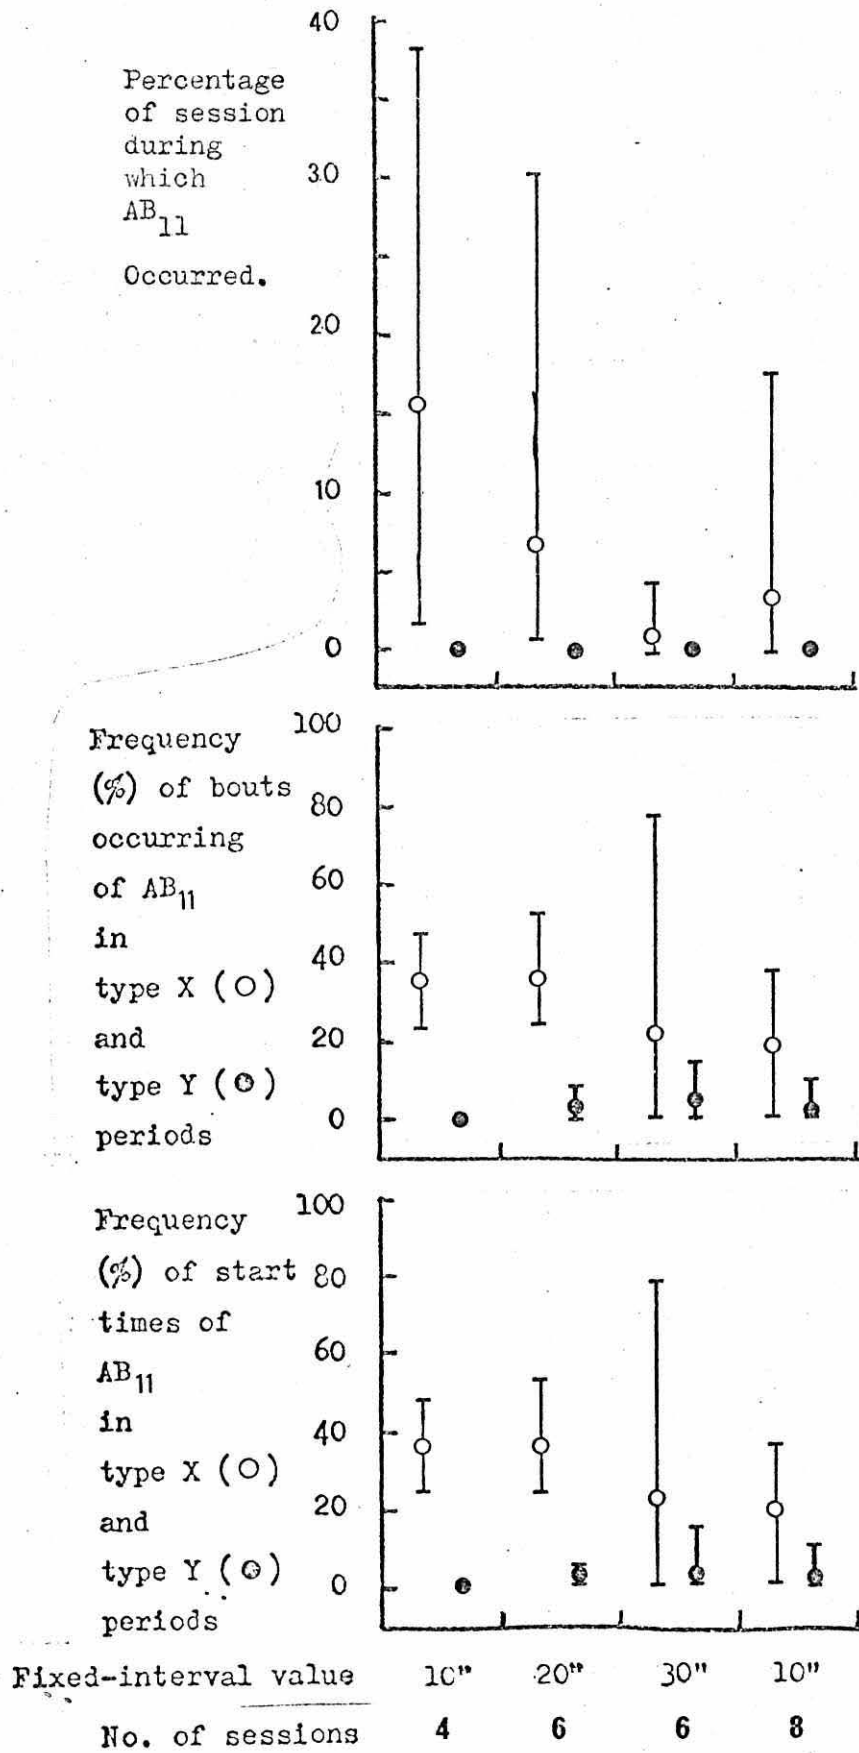 40
Percentage
of session
during
which
AB11
Occurred.
30
20
10
0
Frequency
(%) of bouts
occurring
of AB11
in
type X (○)
and
type Y (●)
periods
100
80
60
40
20
0
Frequency
(%) of start
times of
AB11
in
type X (○)
and
type Y (●)
periods
100
80
60
40
20
0
Fixed-interval value 10" 20" 30" 10"
No. of sessions 4 6 6 8